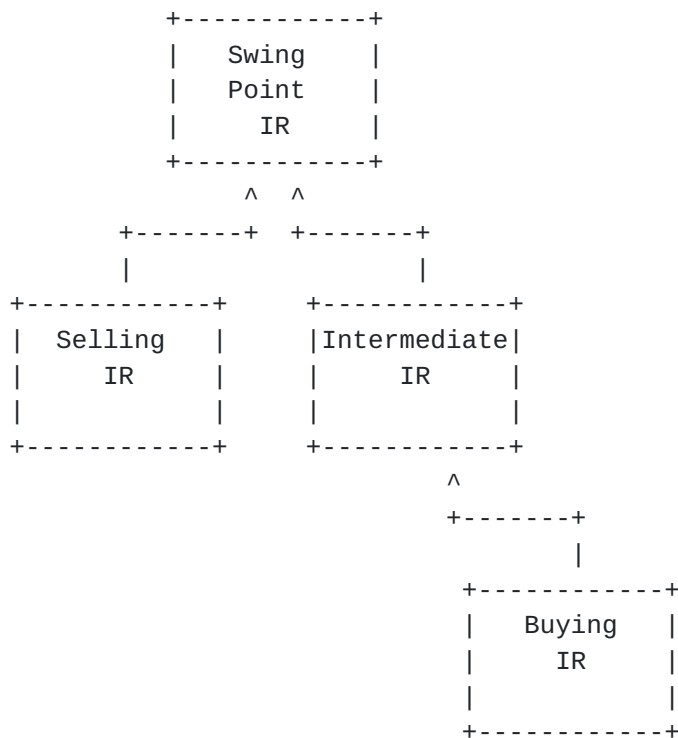 Swing
Point
IR
Selling
IR
Intermediate
IR
Buying
IR